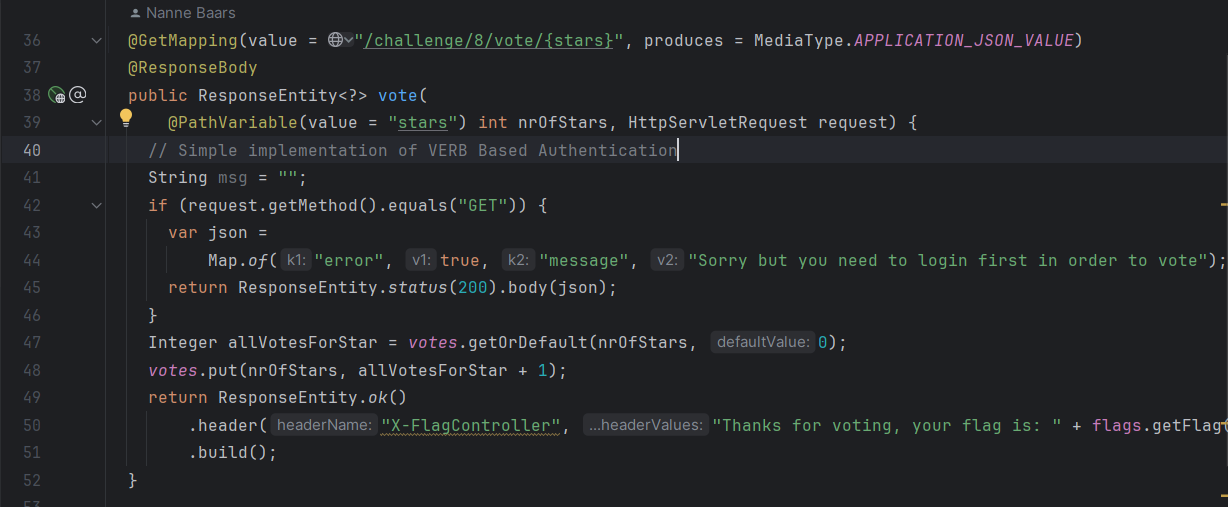 Nanne Baars
36 @GetMapping(value = "/challenge/8/vote/{stars}", produces = MediaType.APPLICATION_JSON_VALUE)
37 @ResponseBody
38 public ResponseEntity<?> vote(
39 @PathVariable(value = "stars") int nrOfStars, HttpServletRequest request) {
40 // Simple implementation of VERB Based Authentication
41 String msg = "";
42 if (request.getMethod().equals("GET")) {
43 var json =
44 Map.of( k1: "error", v1: true, k2: "message", v2: "Sorry but you need to login first in order to vote");
45 return ResponseEntity.status(200).body(json);
46 }
47 Integer allVotesForStar = votes.getOrDefault(nrOfStars, defaultValue: 0);
48 votes.put(nrOfStars, allVotesForStar + 1);
49 return ResponseEntity.ok()
50 .header( headerName: "X-FlagController", ...headerValues: "Thanks for voting, your flag is: " + flags.getFlag(
51 .build();
52 }